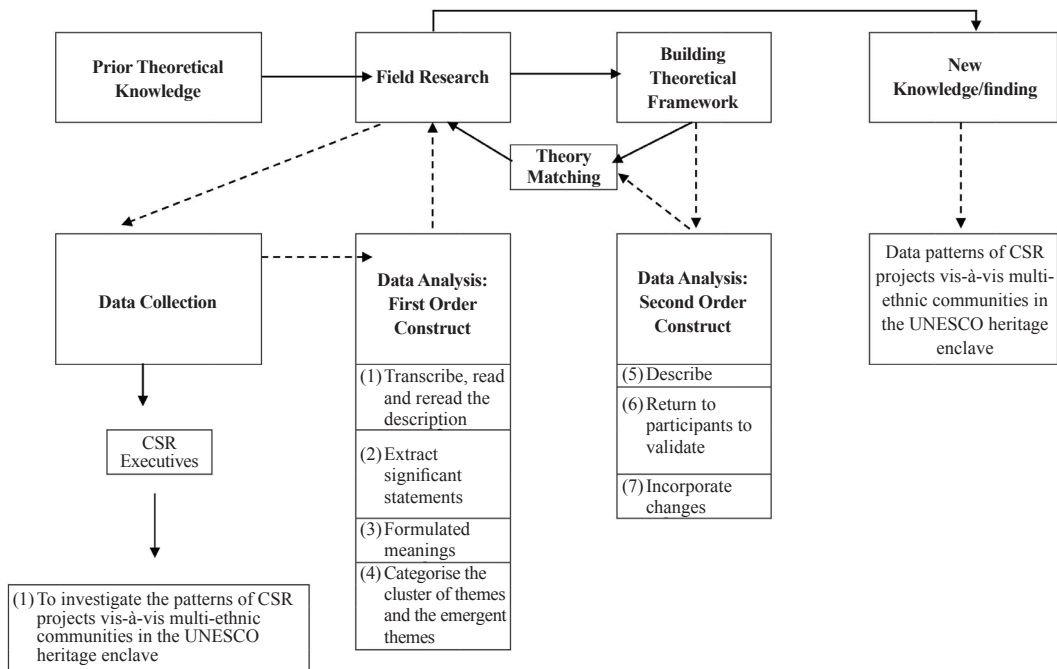 Prior Theoretical
Knowledge
Field Research
Building
Theoretical
Framework
New
Knowledge/finding
Theory
Matching
Data Collection
Data Analysis:
First Order
Construct
Data Analysis:
Second Order
Construct
Data patterns of CSR
projects vis-à-vis multi-
ethnic communities in
the UNESCO heritage
enclave
(1) Transcribe, read
and reread the
description
(2) Extract
significant
statements
(3) Formulated
meanings
(4) Categorise the
cluster of themes
and the emergent
themes
(5) Describe
(6) Return to
participants to
validate
(7) Incorporate
changes
CSR
Executives
(1) To investigate the patterns of CSR
projects vis-à-vis multi-ethnic
communities in the UNESCO
heritage enclave